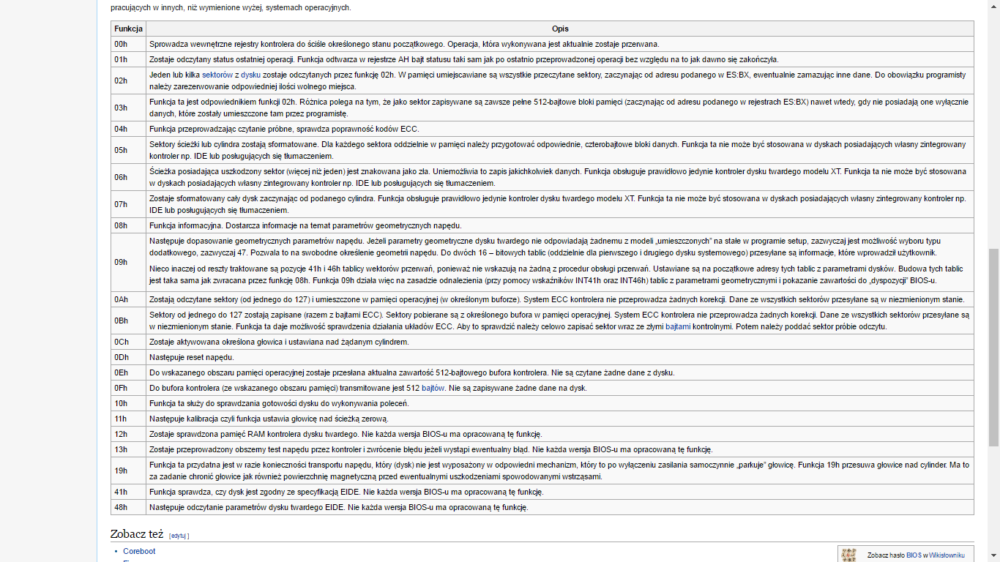 pracujących w innych, niż wymienione wyżej, systemach operacyjnych.
Funkcja Opis
00h Sprowadza wewnętrzne rejestry kontrolera do ściśle określonego stanu początkowego. Operacja, która wykonywana jest aktualnie zostaje przerwana.
01h Zostaje odczytany status ostatniej operacji. Funkcja odtwarza w rejestrze AH bajt statusu taki sam jak po ostatnio przeprowadzonej operacji bez względu na to jak dawno się zakończyła.
02h Jeden lub kilka sektorów z dysku zostaje odczytanych przez funkcję 02h. W pamięci umiejscawiane są wszystkie przeczytane sektory, zaczynając od adresu podanego w ES:BX, ewentualnie zamazując inne dane. Do obowiązku programisty
należy zarezerwowanie odpowiedniej ilości wolnego miejsca.
03h Funkcja ta jest odpowiednikiem funkcji 02h. Różnica polega na tym, że jako sektor zapisywane są zawsze pełne 512-bajtowe bloki pamięci (zaczynając od adresu podanego w rejestrach ES:BX) nawet wtedy, gdy nie posiadają one wyłącznie
danych, które zostały umieszczone tam przez programistę.
04h Funkcja przeprowadzając czytanie próbne, sprawdza poprawność kodów ECC.
05h Sektory ścieżki lub cylindra zostają sformatowane. Dla każdego sektora oddzielnie w pamięci należy przygotować odpowiednie, czterobajtowe bloki danych. Funkcja ta nie może być stosowana w dyskach posiadających własny zintegrowany
kontroler np. IDE lub posługujących się tłumaczeniem.
06h Ścieżka posiadająca uszkodzony sektor (więcej niż jeden) jest znakowana jako zła. Uniemożliwia to zapis jakichkolwiek danych. Funkcja obsługuje prawidłowo jedynie kontroler dysku twardego modelu XT. Funkcja ta nie może być stosowana
w dyskach posiadających własny zintegrowany kontroler np. IDE lub posługujących się tłumaczeniem.
07h Zostaje sformatowany cały dysk zaczynając od podanego cylindra. Funkcja obsługuje prawidłowo jedynie kontroler dysku twardego modelu XT. Funkcja ta nie może być stosowana w dyskach posiadających własny zintegrowany kontroler np.
IDE lub posługujących się tłumaczeniem.
08h Funkcja informacyjna. Dostarcza informacje na temat parametrów geometrycznych napędu.
09h Następuje dopasowanie geometrycznych parametrów napędu. Jeżeli parametry geometryczne dysku twardego nie odpowiadają żadnemu z modeli „umieszczonych” na stałe w programie setup, zazwyczaj jest możliwość wyboru typu
dodatkowego, zazwyczaj 47. Pozwala to na swobodne określenie geometrii napędu. Do dwóch 16 – bitowych tablic (oddzielnie dla pierwszego i drugiego dysku systemowego) przesyłane są informacje, które wprowadził użytkownik.
Nieco inaczej od reszty traktowane są pozycje 41h i 46h tablicy wektorów przerwań, ponieważ nie wskazują na żadną z procedur obsługi przerwań. Ustawiane są na początkowe adresy tych tablic z parametrami dysków. Budowa tych tablic
jest taka sama jak zwracana przez funkcję 08h. Funkcja 09h działa więc na zasadzie odnalezienia (przy pomocy wskaźników INT41h oraz INT46h) tablic z parametrami geometrycznymi i pokazanie zawartości do „dyspozycji” BIOS-u.
0Ah Zostają odczytane sektory (od jednego do 127) i umieszczone w pamięci operacyjnej (w określonym buforze). System ECC kontrolera nie przeprowadza żadnych korekcji. Dane ze wszystkich sektorów przesyłane są w niezmienionym stanie.
0Bh Sektory od jednego do 127 zostają zapisane (razem z bajtami ECC). Sektory pobierane są z określonego bufora w pamięci operacyjnej. System ECC kontrolera nie przeprowadza żadnych korekcji. Dane ze wszystkich sektorów przesyłane są
w niezmienionym stanie. Funkcja ta daje możliwość sprawdzenia działania układów ECC. Aby to sprawdzić należy celowo zapisać sektor wraz ze złymi bajtami kontrolnymi. Potem należy poddać sektor próbie odczytu.
0Ch Zostaje aktywowana określona głowica i ustawiana nad żądanym cylindrem.
0Dh Następuje reset napędu.
0Eh Do wskazanego obszaru pamięci operacyjnej zostaje przesłana aktualna zawartość 512-bajtowego bufora kontrolera. Nie są czytane żadne dane z dysku.
0Fh Do bufora kontrolera (ze wskazanego obszaru pamięci) transmitowane jest 512 bajtów. Nie są zapisywane żadne dane na dysk.
10h Funkcja ta służy do sprawdzania gotowości dysku do wykonywania poleceń.
11h Następuje kalibracja czyli funkcja ustawia głowicę nad ścieżką zerową.
12h Zostaje sprawdzona pamięć RAM kontrolera dysku twardego. Nie każda wersja BIOS-u ma opracowaną tę funkcję.
13h Zostaje przeprowadzony obszerny test napędu przez kontroler i zwrócenie błędu jeżeli wystąpi ewentualny błąd. Nie każda wersja BIOS-u ma opracowaną tę funkcję.
19h Funkcja ta przydatna jest w razie konieczności transportu napędu, który (dysk) nie jest wyposażony w odpowiedni mechanizm, który to po wyłączeniu zasilania samoczynnie „parkuje” głowicę. Funkcja 19h przesuwa głowice nad cylinder. Ma to
za zadanie chronić głowice jak również powierzchnię magnetyczną przed ewentualnymi uszkodzeniami spowodowanymi wstrząsami.
41h Funkcja sprawdza, czy dysk jest zgodny ze specyfikacją EIDE. Nie każda wersja BIOS-u ma opracowaną tę funkcję.
48h Następuje odczytanie parametrów dysku twardego EIDE. Nie każda wersja BIOS-u ma opracowaną tę funkcję.
Zobacz też [edytuj]
• Coreboot
Zobacz hasło BIOS w Wikisłowniku